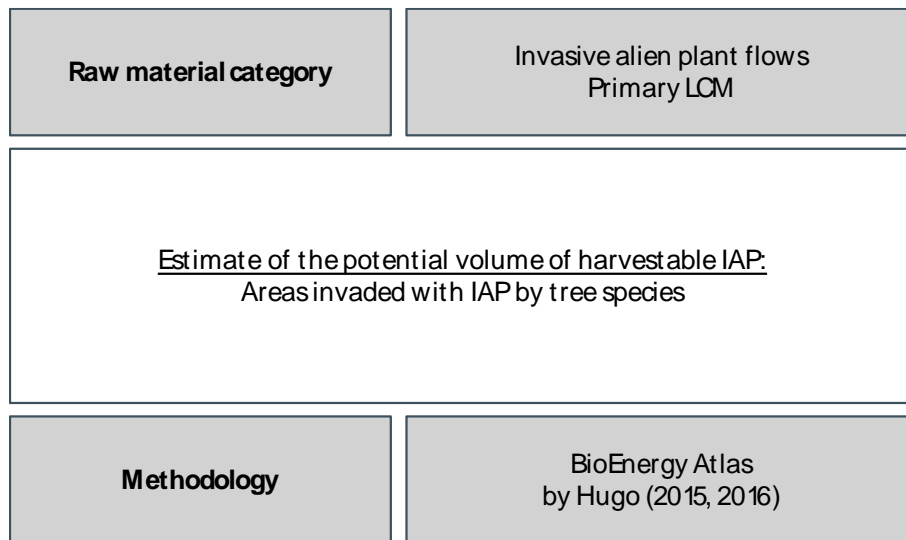 Raw material category
Invasive alien plant flows
Primary LCM
Estimate of the potential volume of harvestable IAP:
Areas invaded with IAP by tree species
Methodology
BioEnergy Atlas
by Hugo (2015, 2016)